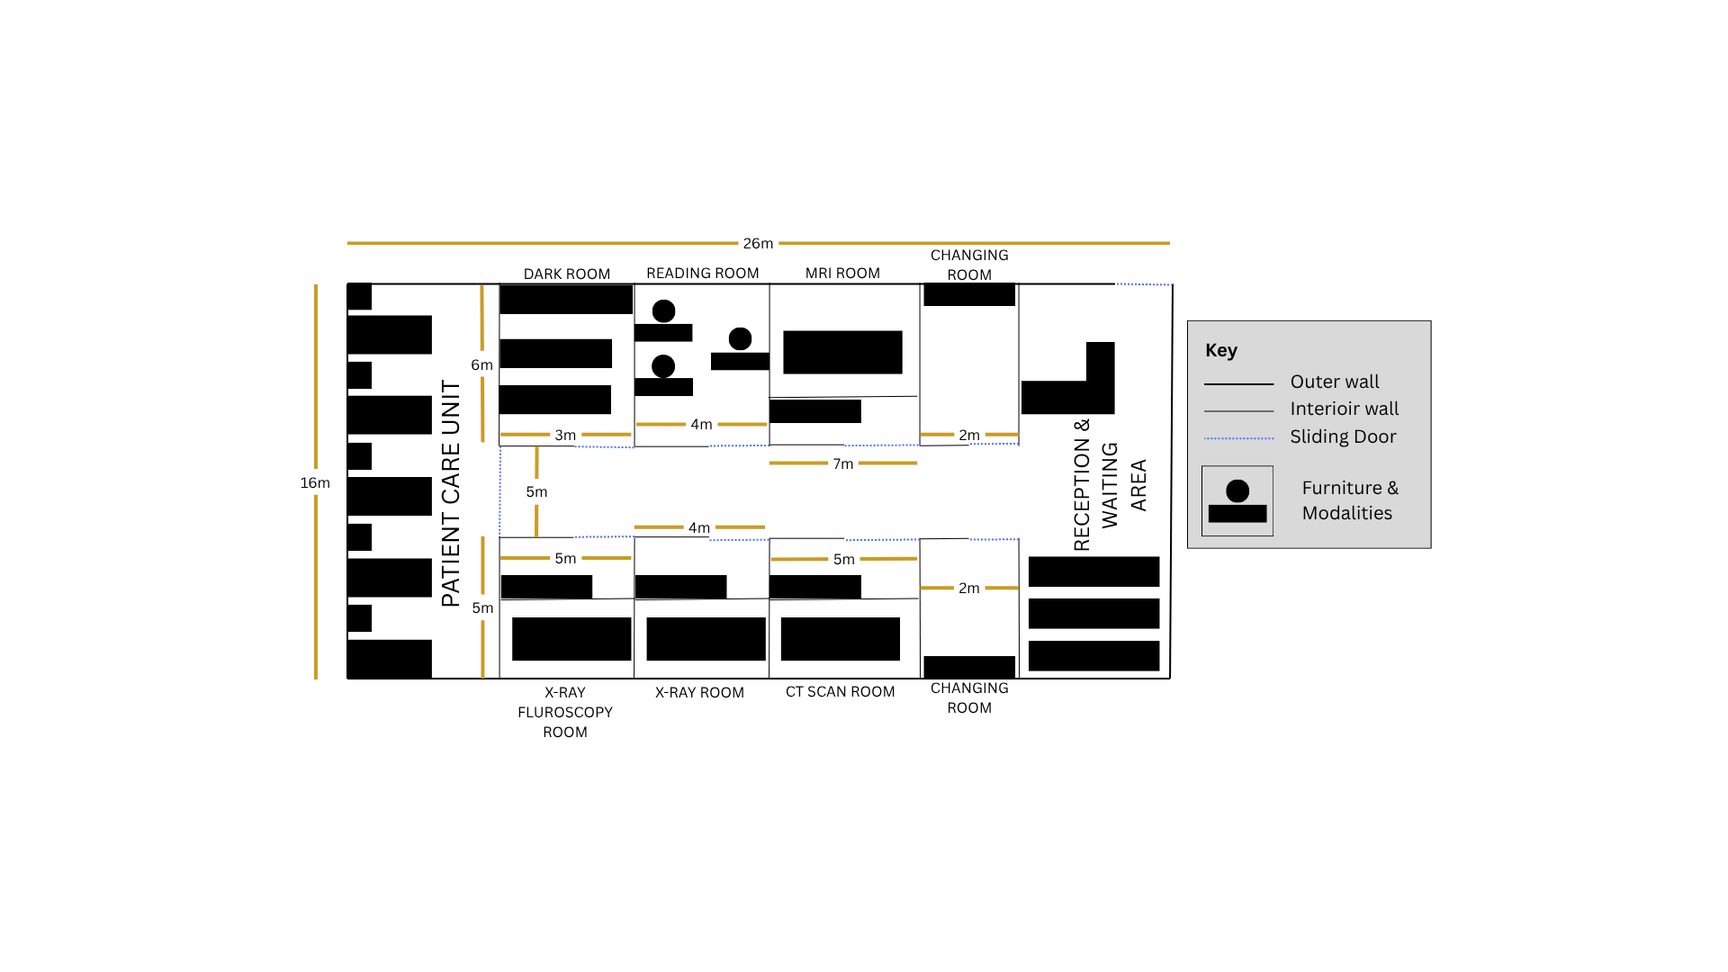 26m
CHANGING
ROOM
DARK ROOM
READING ROOM
MRI ROOM
6m
4m
3m
2m
7m
16m
PATIENT CARE UNIT
5m
4m
RECEPTION &
WAITING
AREA
5m
5m
2m
5m
X-RAY
FLUROSCOPY
ROOM
X-RAY ROOM
CT SCAN ROOM
CHANGING
ROOM
Key
Outer wall
Interioir wall
Sliding Door
Furniture &
Modalities